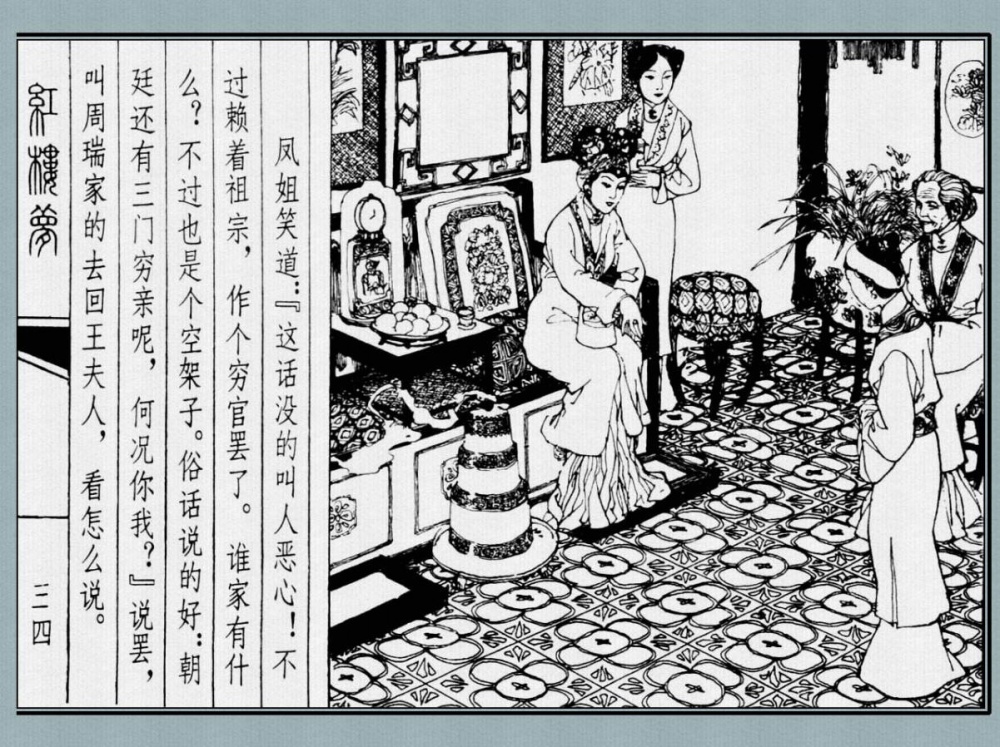 凤姐笑道：『这话没的叫人恶心！不
过赖着祖宗，作个穷官罢了。谁家有什
么？不过也是个空架子。俗话说的好：朝
廷还有三门穷亲呢，何况你我？』说罢，
叫周瑞家的去回王夫人，看怎么说。
紅樓夢
三四